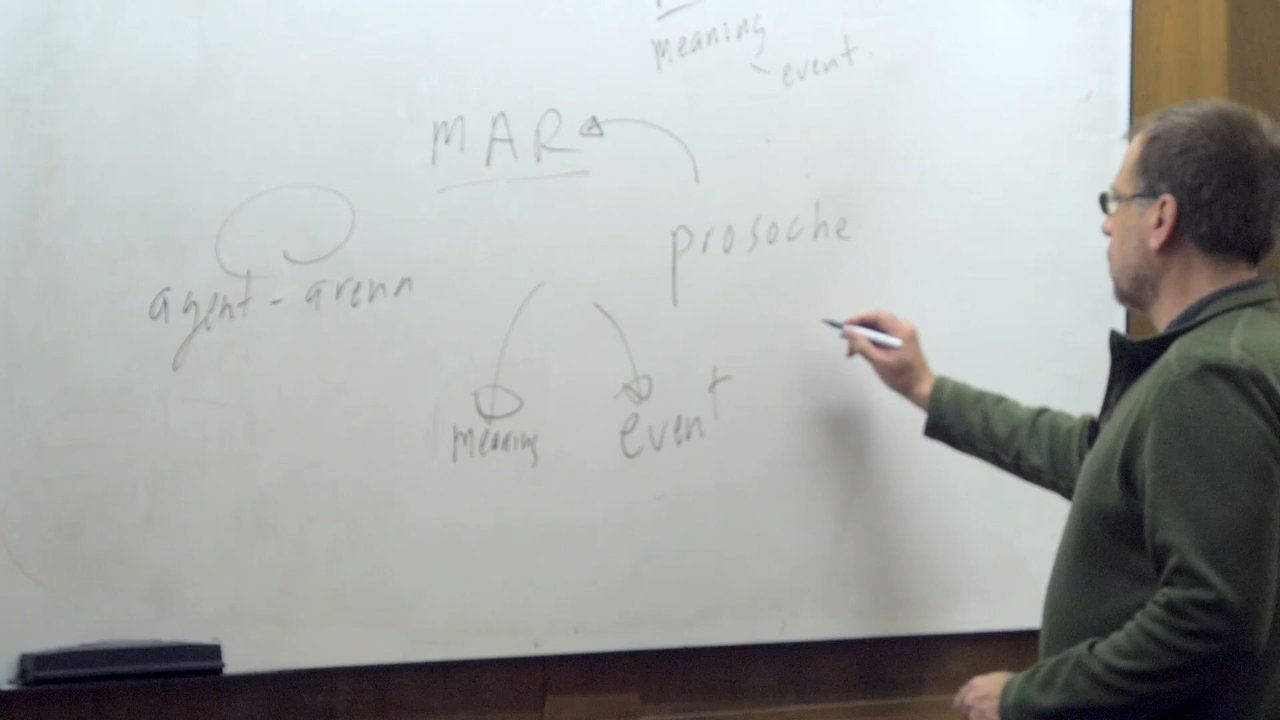 meaning
event
MAR
prosoche
agent-arena
meaning
event